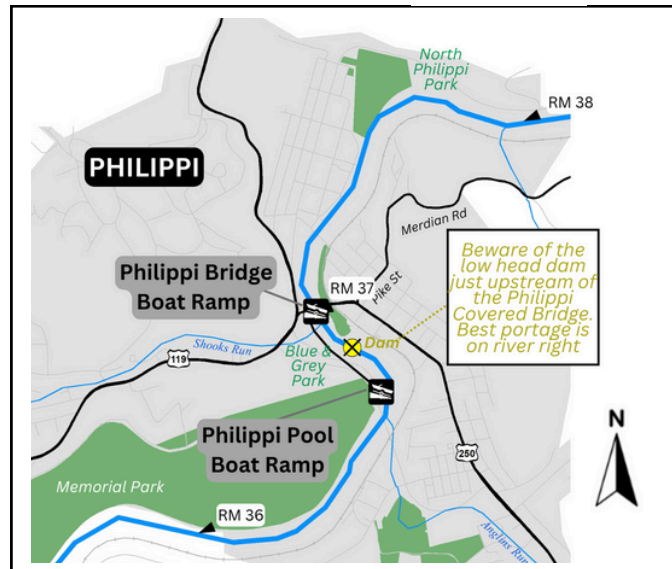 North
Philippi
Park
RM 38
PHILIPPI
Merdian Rd
Beware of the
low head dam
just upstream of
the Philippi
Covered Bridge.
Best portage is
on river right
Philippi Bridge
Boat Ramp
RM 37
Pike St
Shooks Run
119
Dam
Blue &
Grey
Park
N
Philippi Pool
Boat Ramp
250
Memorial Park
RM 36
Anglins Run